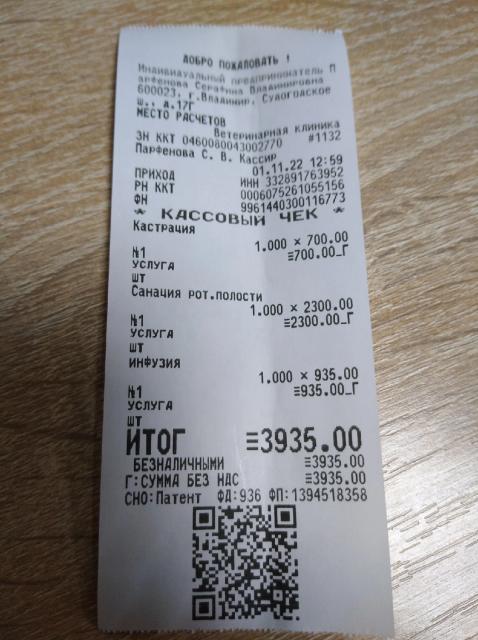 ДОБРО ПОЖАЛОВАТЬ !
Индивидуальный предприниматель П
арфенова Серафина Владимировна
600023, г.Владимир, Судогодское
ш., д.17Г
МЕСТО РАСЧЕТОВ
Ветеринарная клиника
ЗН ККТ 0460080043002770 #1132
Парфенова С. В. Кассир
01.11.22 12:59
ПРИХОД ИНН 332891763952
РН ККТ 0006075261055156
ФН 9961440300116773
* КАССОВЫЙ ЧЕК *
Кастрация
1.000 × 700.00
№1 ≡700.00_Г
УСЛУГА
ШТ
Санация рот.полости
1.000 × 2300.00
№1 ≡2300.00_Г
УСЛУГА
ШТ
ИНФУЗИЯ
1.000 × 935.00
№1 ≡935.00_Г
УСЛУГА
ШТ
ИТОГ ≡3935.00
БЕЗНАЛИЧНЫМИ ≡3935.00
Г:СУММА БЕЗ НДС ≡3935.00
СНО:Патент ФД:936 ФП:1394518358